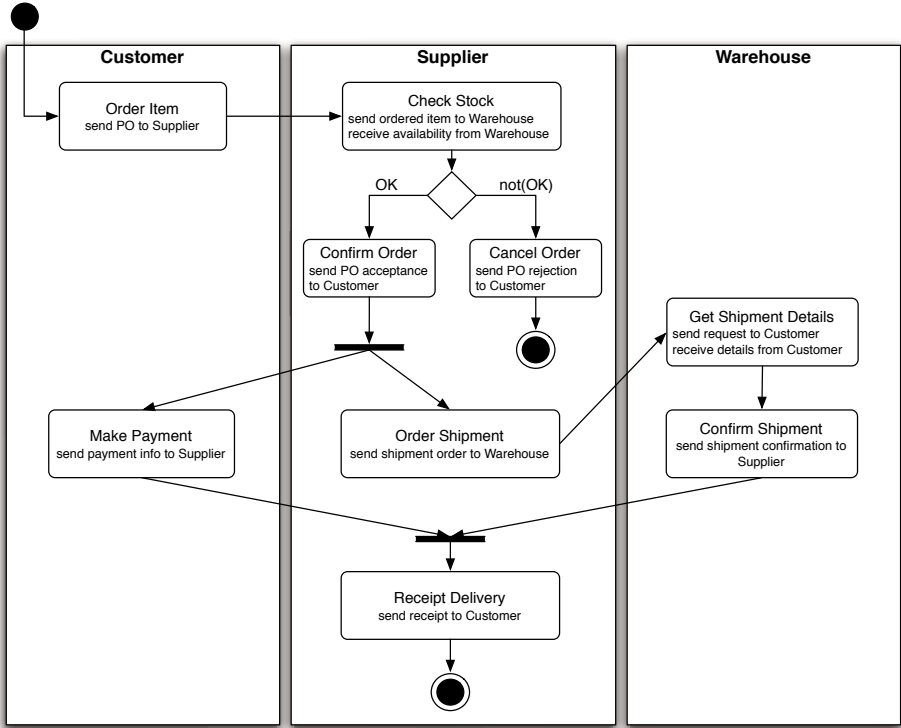 Customer
Supplier
Warehouse
Order Item
send PO to Supplier
Check Stock
send ordered item to Warehouse
receive availability from Warehouse
OK
not(OK)
Confirm Order
send PO acceptance
to Customer
Cancel Order
send PO rejection
to Customer
Get Shipment Details
send request to Customer
receive details from Customer
Make Payment
send payment info to Supplier
Order Shipment
send shipment order to Warehouse
Confirm Shipment
send shipment confirmation to
Supplier
Receipt Delivery
send receipt to Customer